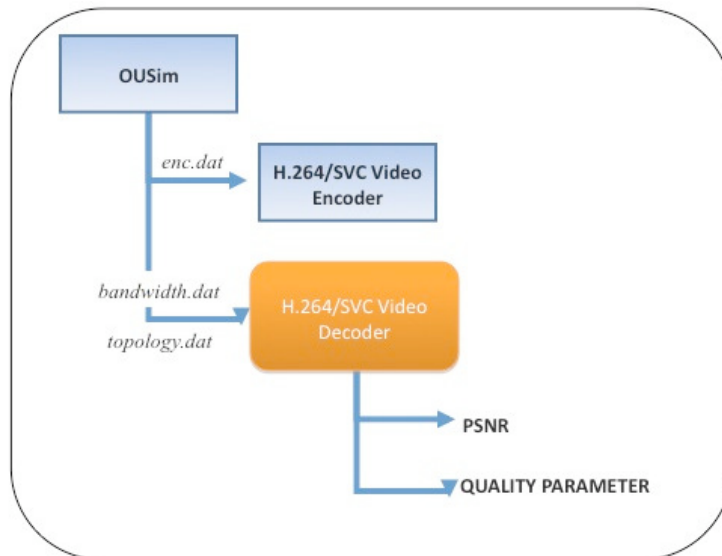 OUSim
enc.dat
H.264/SVC Video
Encoder
bandwidth.dat
H.264/SVC Video
Decoder
topology.dat
PSNR
QUALITY PARAMETER